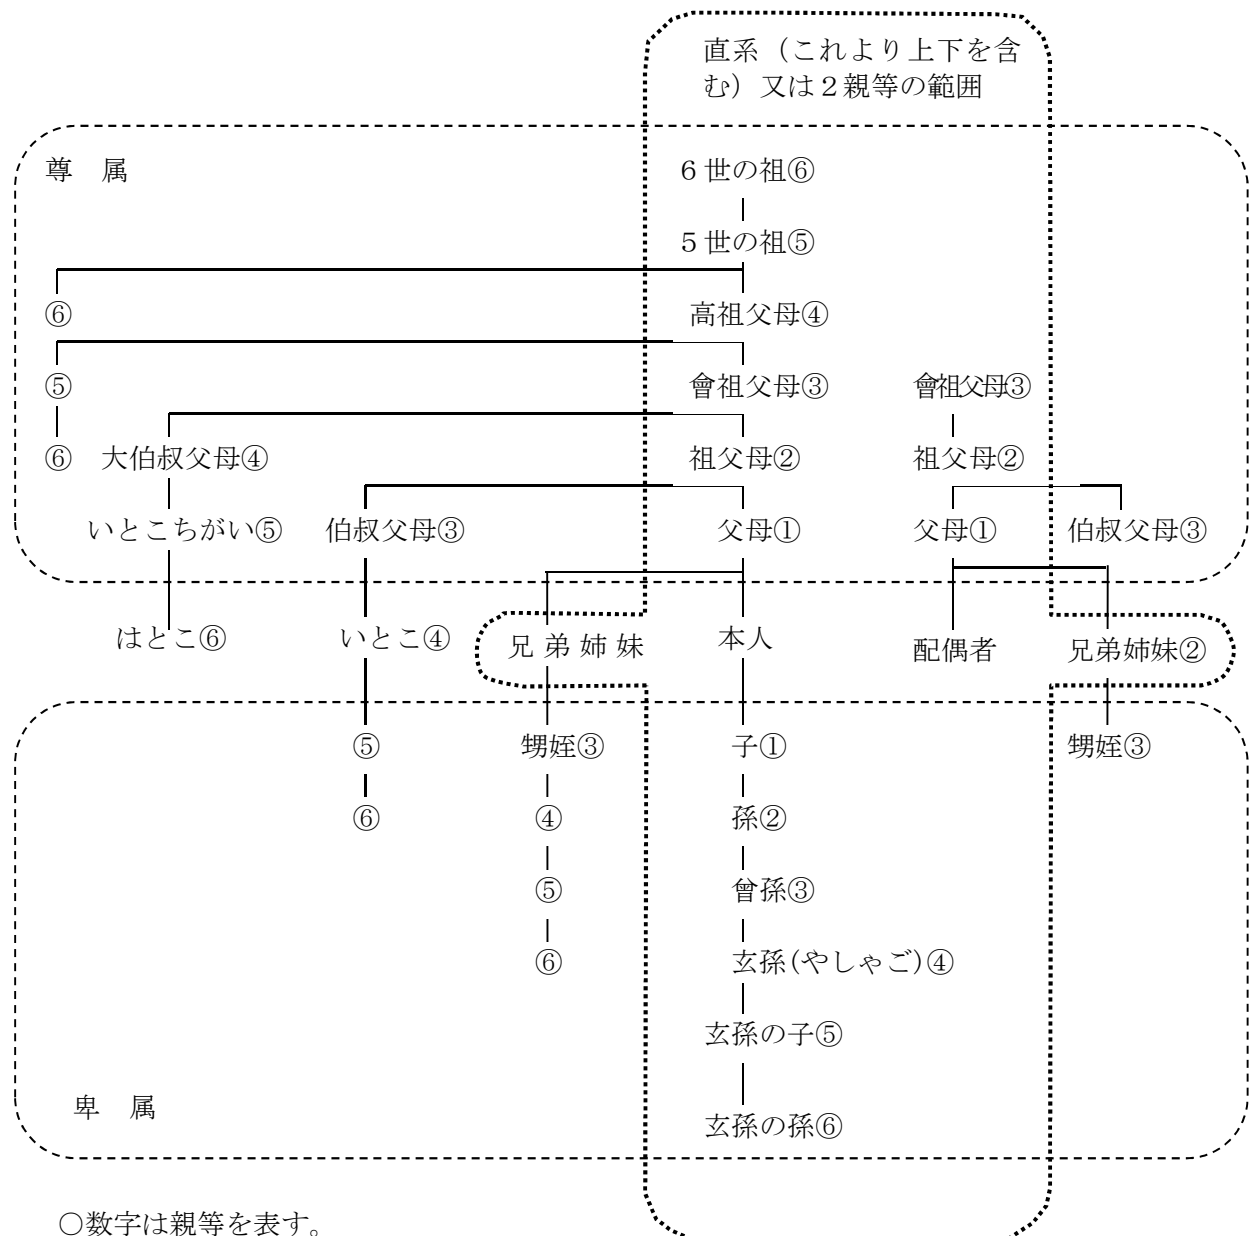 直系（これより上下を含
む）又は２親等の範囲
尊　属
６世の祖⑥
５世の祖⑤
⑥ 高祖父母④
⑤ 會祖父母③ 會祖父母③
⑥ 大伯叔父母④ 祖父母② 祖父母②
いとこちがい⑤ 伯叔父母③ 父母① 父母① 伯叔父母③
はとこ⑥ いとこ④ 兄弟姉妹 本人 配偶者 兄弟姉妹②
⑤ 甥姪③ 子① 甥姪③
⑥ ④ 孫②
⑤ 曾孫③
⑥ 玄孫(やしゃご)④
玄孫の子⑤
卑　属
玄孫の孫⑥
○数字は親等を表す。